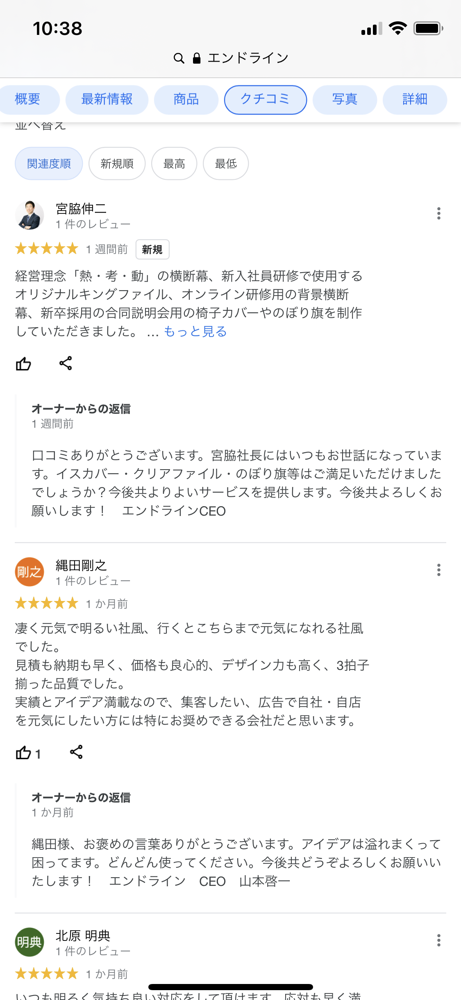 10:38
エンドライン
概要 最新情報 商品 クチコミ 写真 詳細
並べ替え
関連度順 新規順 最高 最低
宮脇伸二
1 件のレビュー
1 週間前 新規
経営理念「熱・考・動」の横断幕、新入社員研修で使用する
オリジナルキングファイル、オンライン研修用の背景横断
幕、新卒採用の合同説明会用の椅子カバーやのぼり旗を制作
していただきました。 … もっと見る
オーナーからの返信
1 週間前
口コミありがとうございます。宮脇社長にはいつもお世話になっていま
す。イスカバー・クリアファイル・のぼり旗等はご満足いただけました
でしょうか？今後共よりよいサービスを提供します。今後共よろしくお
願いします！　エンドラインCEO
剛之 縄田剛之
1 件のレビュー
1 か月前
凄く元気で明るい社風、行くとこちらまで元気になれる社風
でした。
見積も納期も早く、価格も良心的、デザイン力も高く、3拍子
揃った品質でした。
実績とアイデア満載なので、集客したい、広告で自社・自店
を元気にしたい方には特にお奨めできる会社だと思います。
1
オーナーからの返信
1 か月前
縄田様、お褒めの言葉ありがとうございます。アイデアは溢れまくって
困ってます。どんどん使ってください。今後共どうぞよろしくお願いい
たします！　エンドライン　CEO　山本啓一
明典 北原 明典
1 件のレビュー
1 か月前
いつも明るく気持ち良い対応をして頂けます。応対も早く満